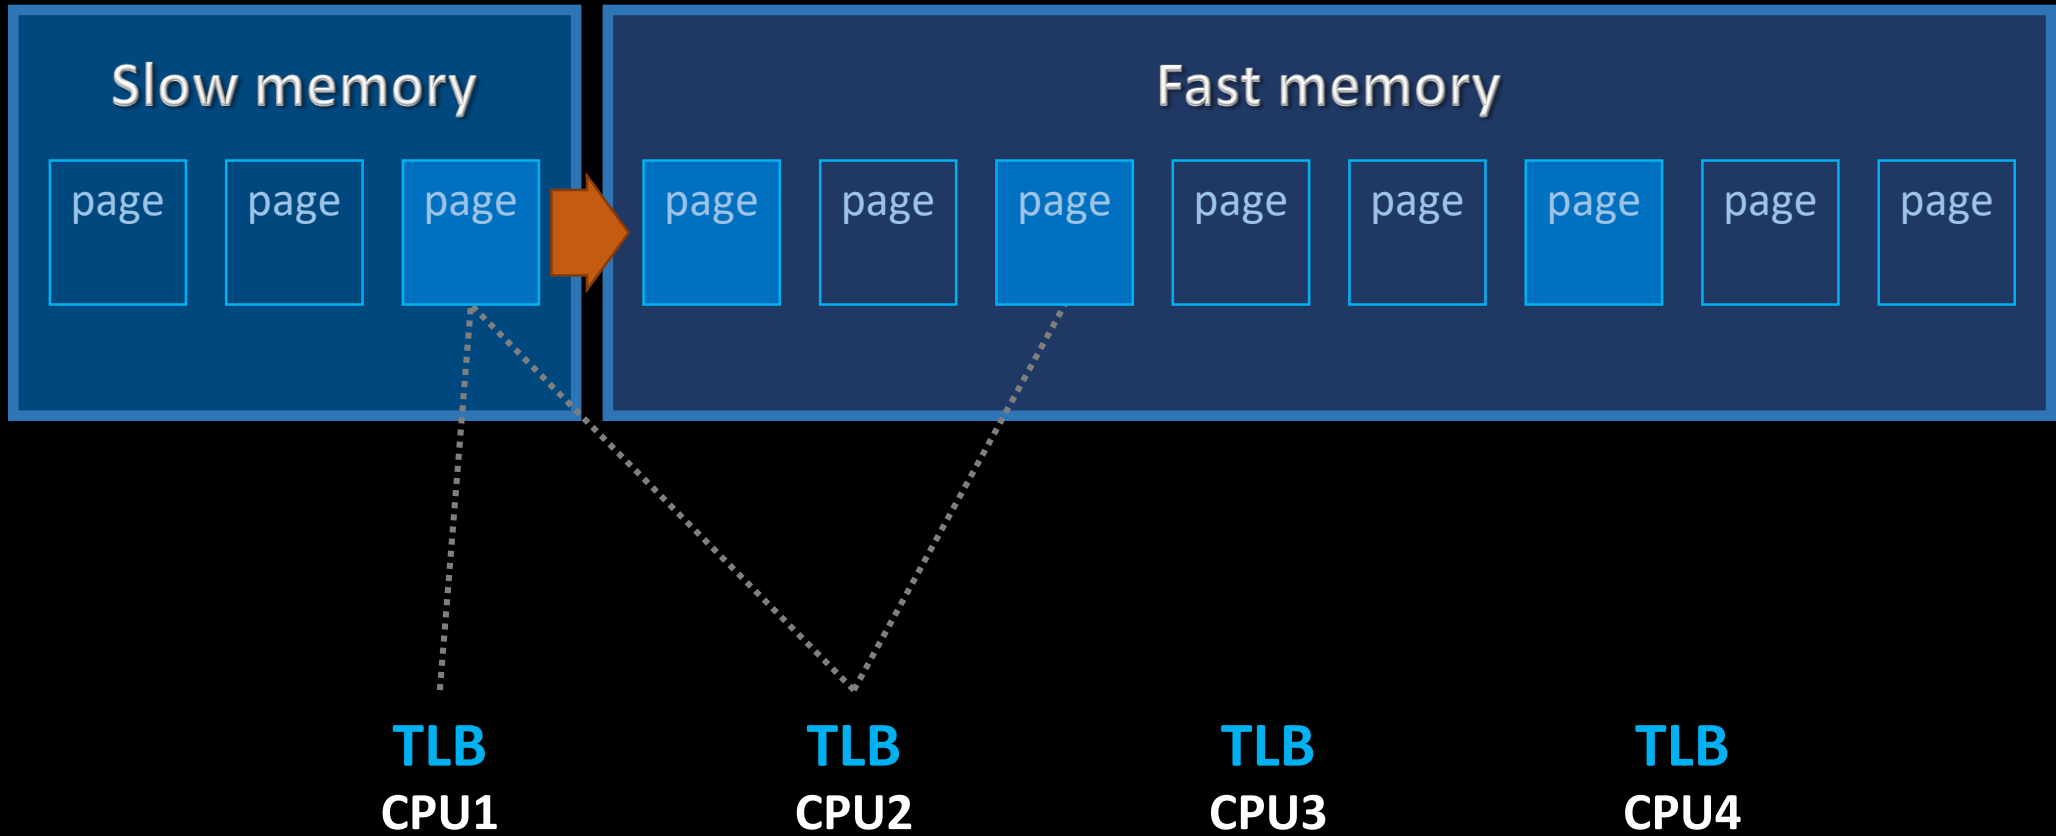 Slow memory
page page page
Fast memory
page page page page page page page page
TLB TLB TLB TLB
CPU1 CPU2 CPU3 CPU4